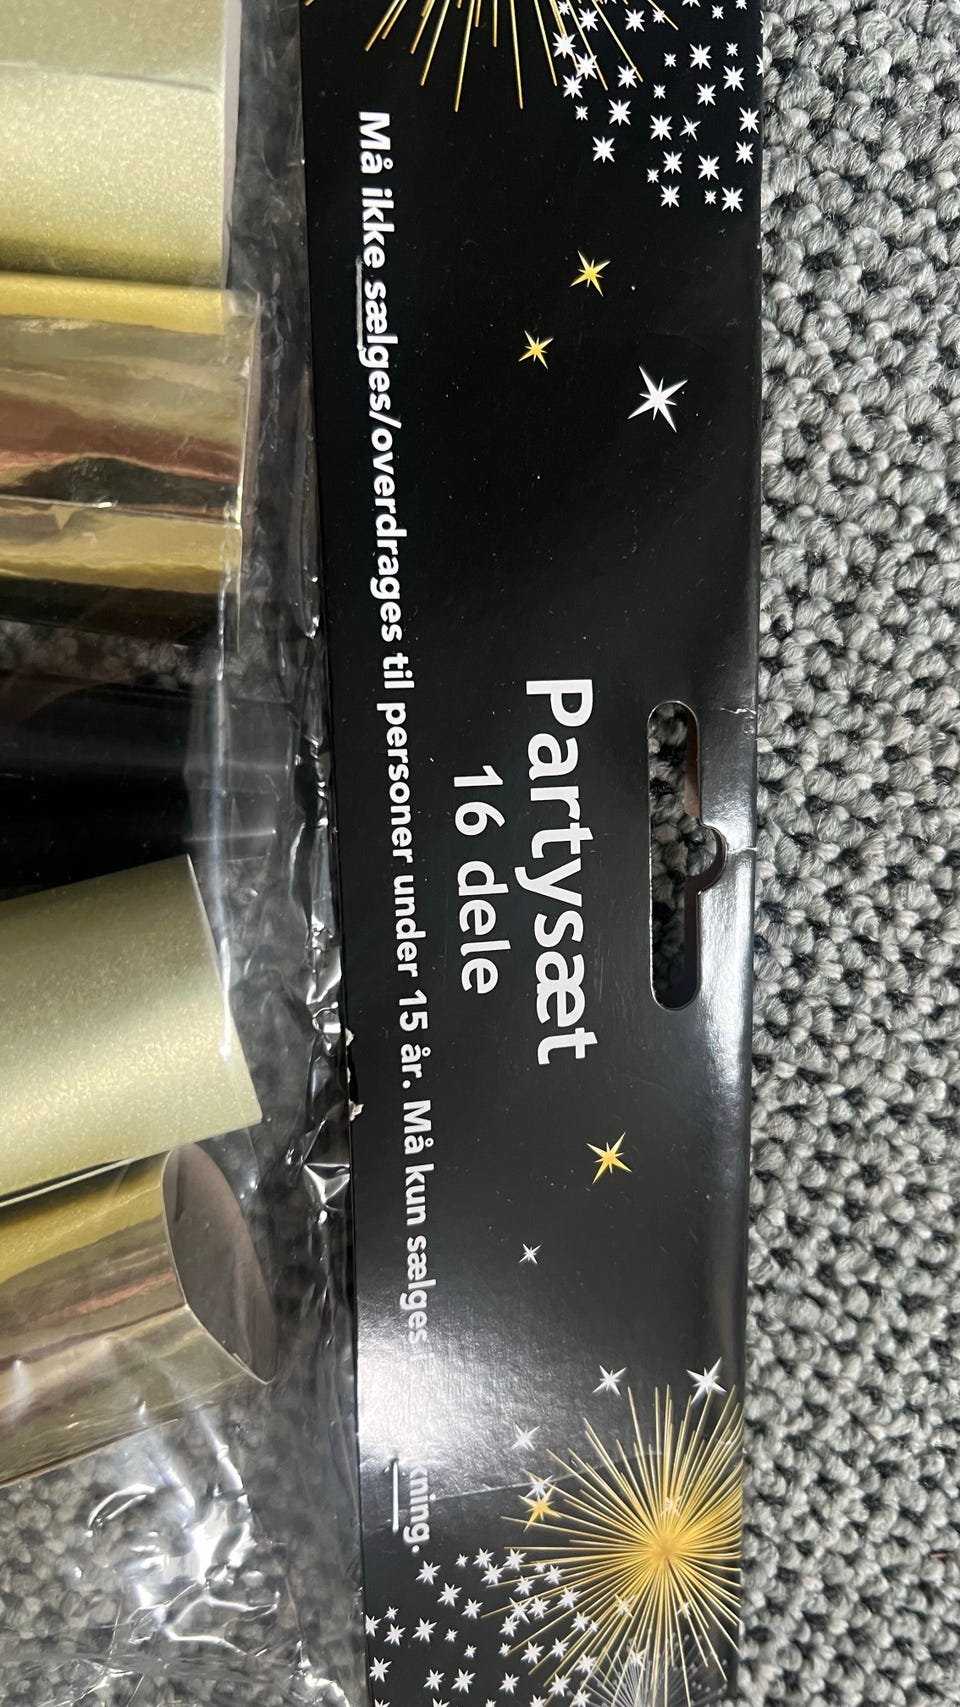 Partysæt
16 dele
Må ikke sælges/overdrages til personer under 15 år. Må kun sælges